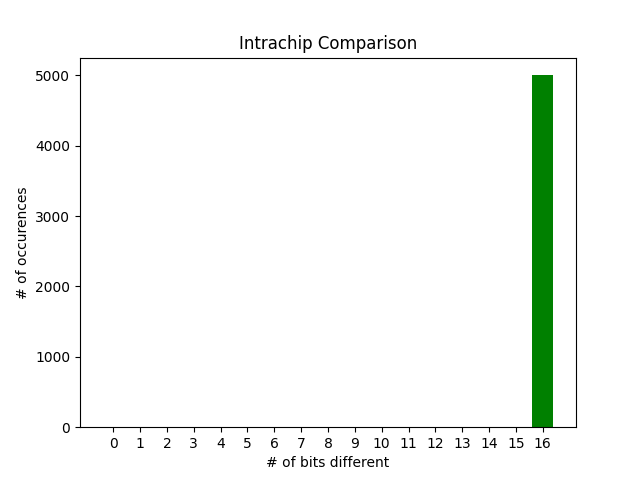 Intrachip Comparison
# of occurences
5000
4000
3000
2000
1000
0
0 1 2 3 4 5 6 7 8 9 10 11 12 13 14 15 16
# of bits different